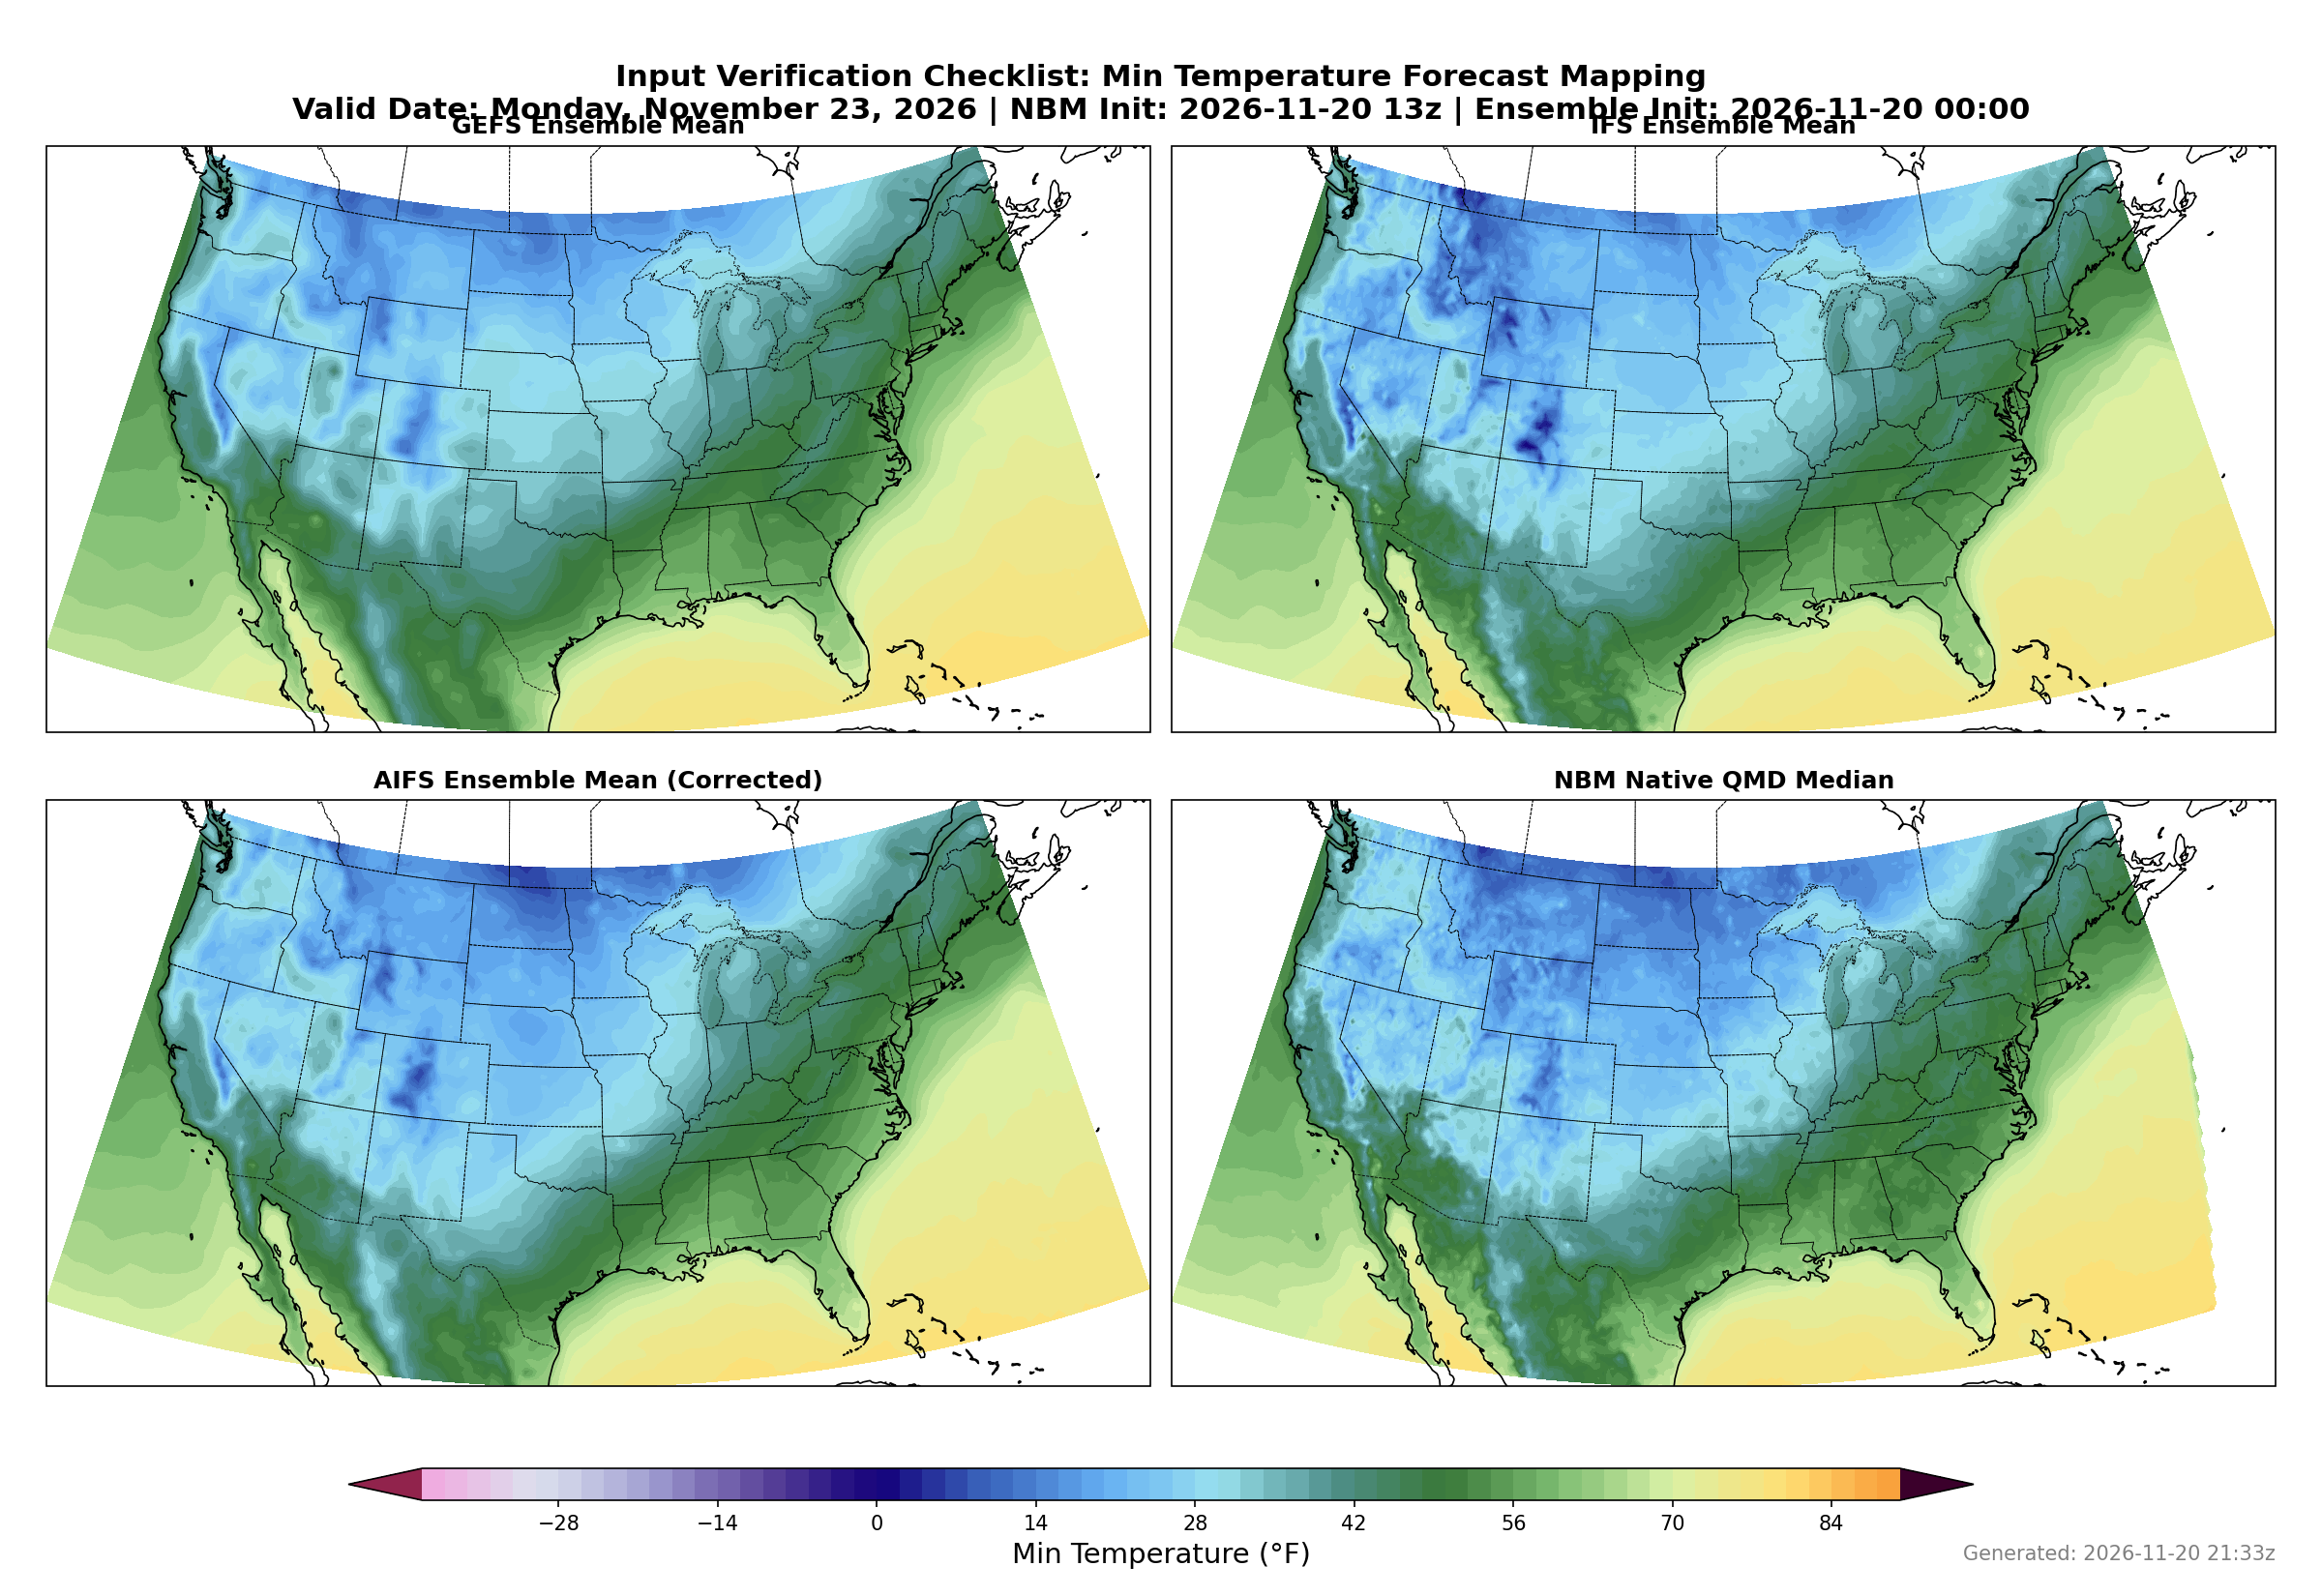 Input Verification Checklist: Min Temperature Forecast Mapping
Valid Date: Monday, November 23, 2026 | NBM Init: 2026-11-20 13z | Ensemble Init: 2026-11-20 00:00
GEFS Ensemble Mean
IFS Ensemble Mean
AIFS Ensemble Mean (Corrected)
NBM Native QMD Median
−28 −14 0 14 28 42 56 70 84
Min Temperature (°F)
Generated: 2026-11-20 21:33z